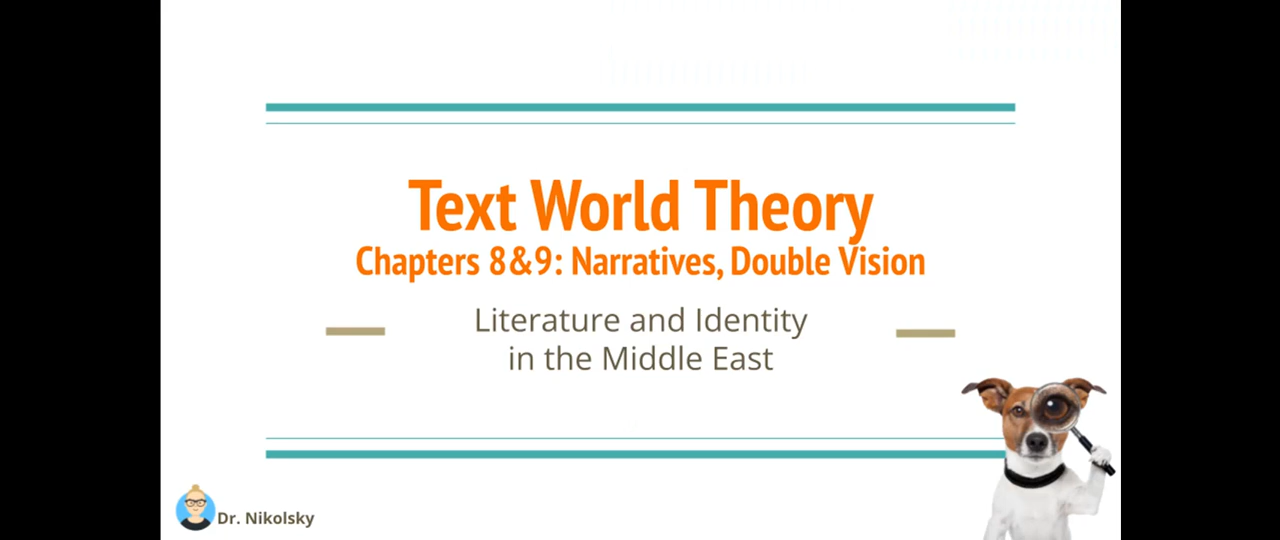 Text World Theory
Chapters 8&9: Narratives, Double Vision
Literature and Identity
in the Middle East
Dr. Nikolsky